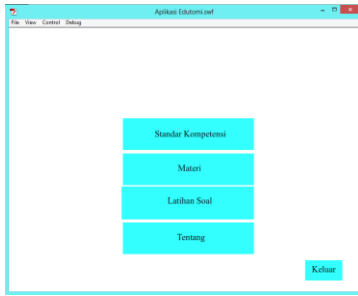 Aplikasi Edutomi.swf
File View Control Debug
Standar Kompetensi
Materi
Latihan Soal
Tentang
Keluar